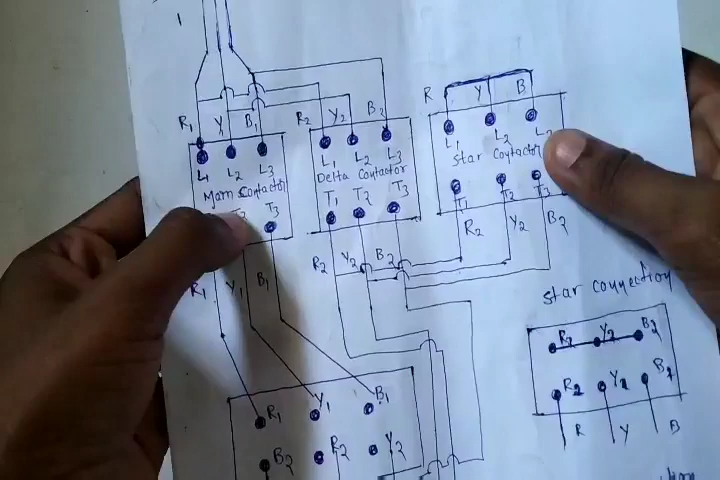 R Y B
R1 Y B1 R2 Y2 B2
L1 L2 L3
L1 L2 L3
L1 L2 L3
Main Contactor
Delta Contactor
Star Contactor
T3
T1 T2 T3
T1 T2 T3
R1 Y1 B1
R2 Y2 B2
R2 Y2 B2
Star connection
R2 Y2 B2
R2 Y2 B2
R Y B
R1 Y1 B1
B2 R2 Y2